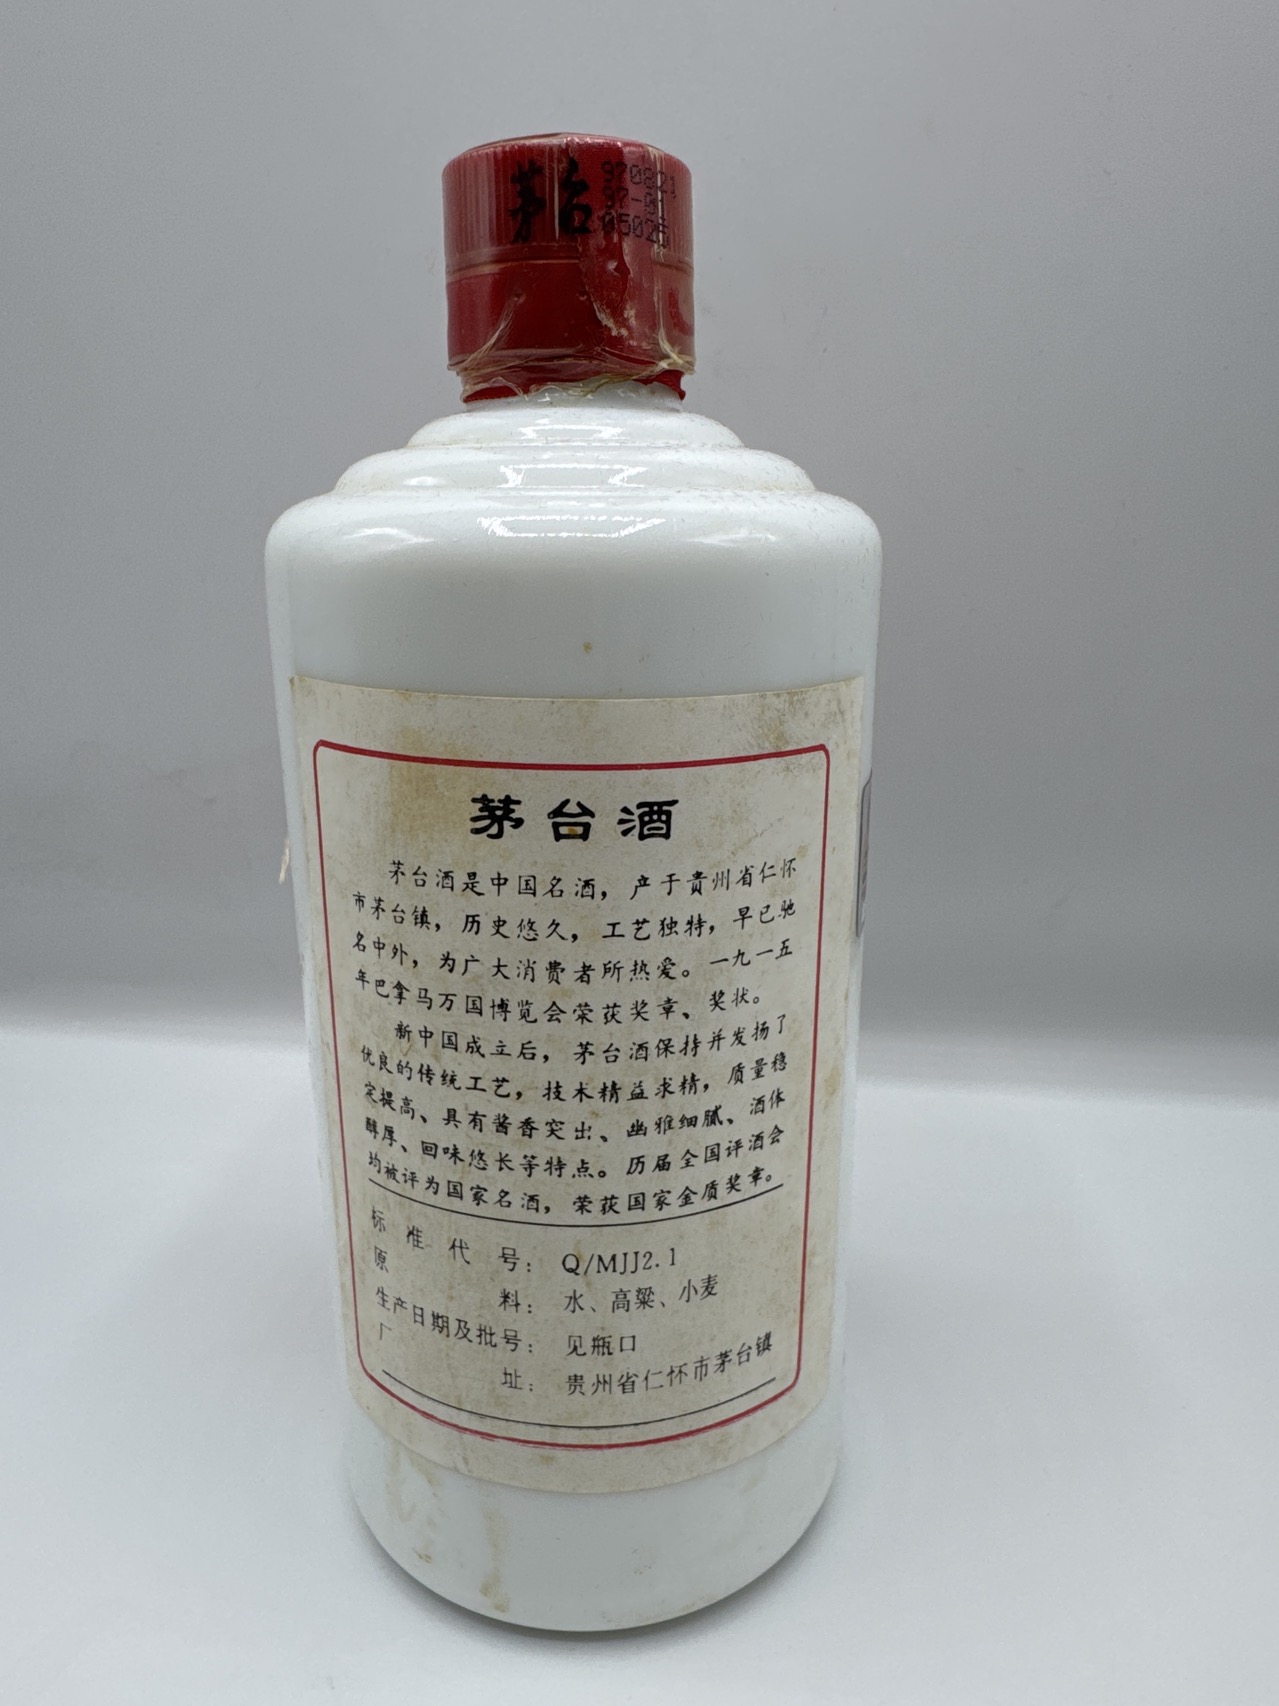 茅台
970821
97-01
05025
茅台酒
茅台酒是中国名酒，产于贵州省仁怀
市茅台镇，历史悠久，工艺独特，早已驰
名中外，为广大消费者所热爱。一九一五
年巴拿马万国博览会荣获奖章、奖状。
新中国成立后，茅台酒保持并发扬了
优良的传统工艺，技术精益求精，质量稳
定提高、具有酱香突出、幽雅细腻、酒体
醇厚、回味悠长等特点。历届全国评酒会
均被评为国家名酒，荣获国家金质奖章。
标准代号：Q/MJJ2.1
原料：水、高粱、小麦
生产日期及批号：见瓶口
厂址：贵州省仁怀市茅台镇